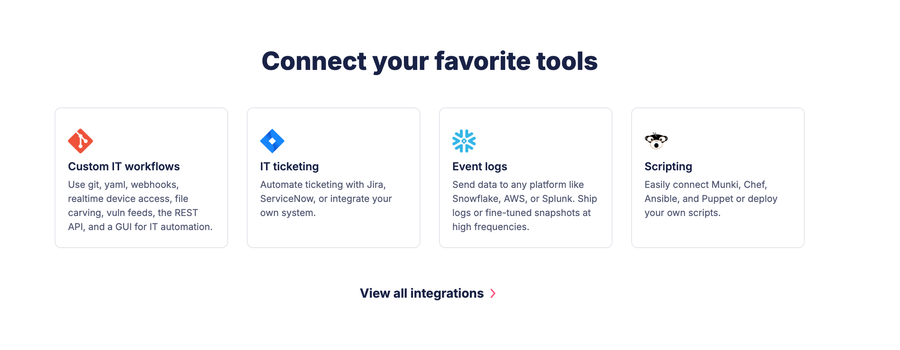 Connect your favorite tools
Custom IT workflows
Use git, yaml, webhooks,
realtime device access, file
carving, vuln feeds, the REST
API, and a GUI for IT automation.
IT ticketing
Automate ticketing with Jira,
ServiceNow, or integrate your
own system.
Event logs
Send data to any platform like
Snowflake, AWS, or Splunk. Ship
logs or fine-tuned snapshots at
high frequencies.
Scripting
Easily connect Munki, Chef,
Ansible, and Puppet or deploy
your own scripts.
View all integrations